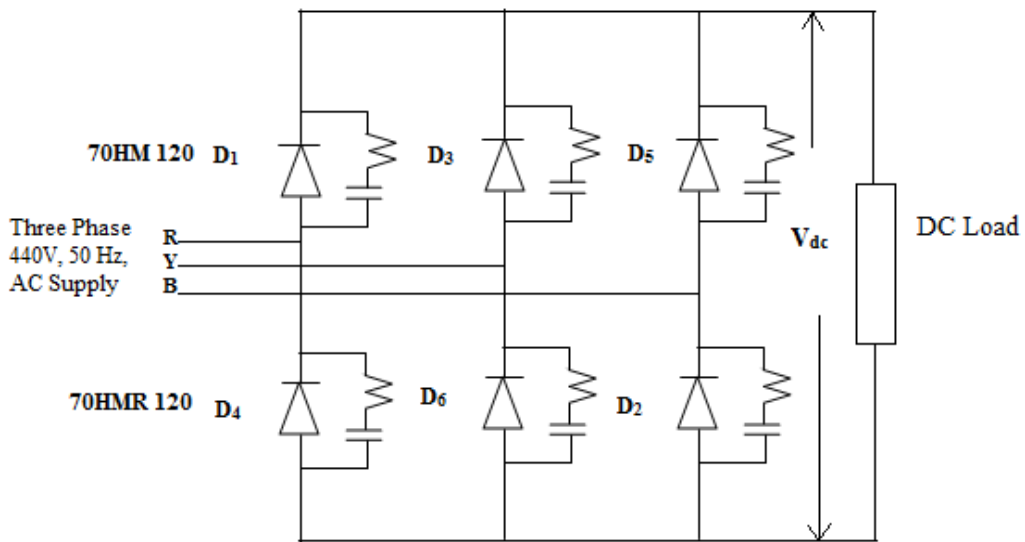 70HM 120 D1 D3 D5
Three Phase
440V, 50 Hz,
AC Supply
R
Y
B
Vdc
DC Load
70HMR 120 D4 D6 D2